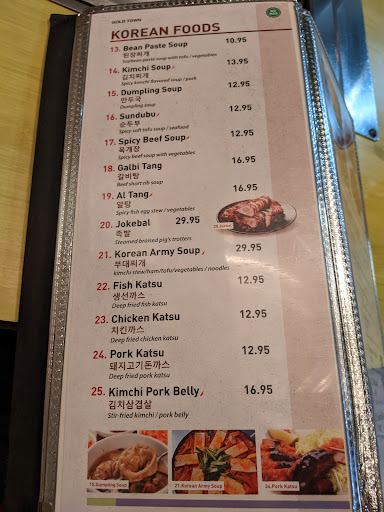 GOLD TOWN
KOREAN FOODS
13. Bean Paste Soup 10.95
된장찌개
Soybean paste soup with tofu / vegetables
14. Kimchi Soup 13.95
김치찌개
Spicy kimchi flavored soup / pork
15. Dumpling Soup 12.95
만두국
Dumpling soup
16. Sundubu 12.95
순두부
Spicy soft tofu soup / seafood
17. Spicy Beef Soup 12.95
육개장
Spicy beef soup with vegetables
18. Galbi Tang 16.95
갈비탕
Beef short rib soup
19. Al Tang 16.95
알탕
Spicy fish egg stew / vegetables
20. Jokebal 29.95
족발
Steamed braised pig's trotters
20.Jokebal
21. Korean Army Soup 29.95
부대찌개
kimchi stew/ham/tofu/vegetables / noodles
22. Fish Katsu 12.95
생선까스
Deep fried fish katsu
23. Chicken Katsu 12.95
치킨까스
Deep fried chicken katsu
24. Pork Katsu 12.95
돼지고기돈까스
Deep fried pork katsu
25. Kimchi Pork Belly 16.95
김치삼겹살
Stir-fried kimchi / pork belly
15.Dumpling Soup
21.Korean Army Soup
24.Pork Katsu